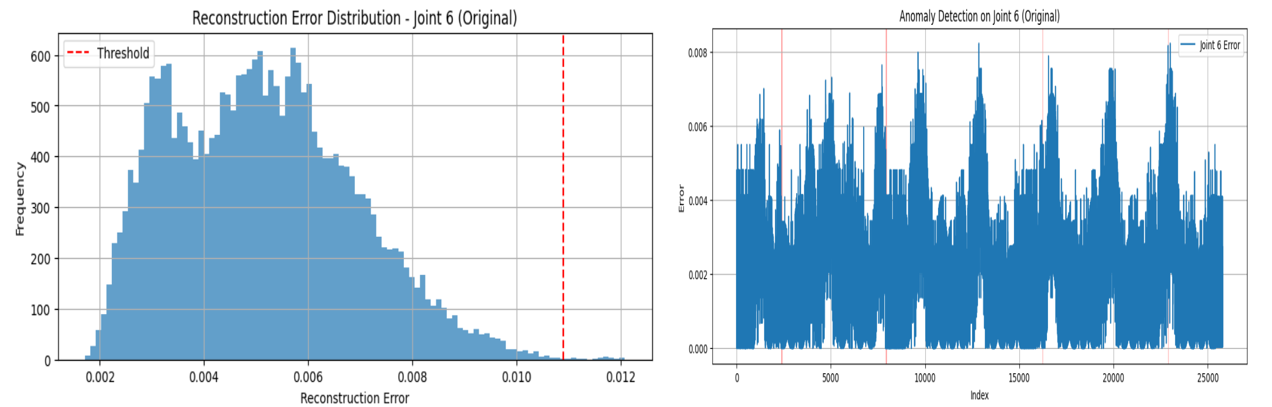 Reconstruction Error Distribution - Joint 6 (Original)
Threshold
Frequency
600
500
400
300
200
100
0
0.002 0.004 0.006 0.008 0.010 0.012
Reconstruction Error
Anomaly Detection on Joint 6 (Original)
Joint 6 Error
Error
0.008
0.006
0.004
0.002
0.000
0 5000 10000 15000 20000 25000
Index